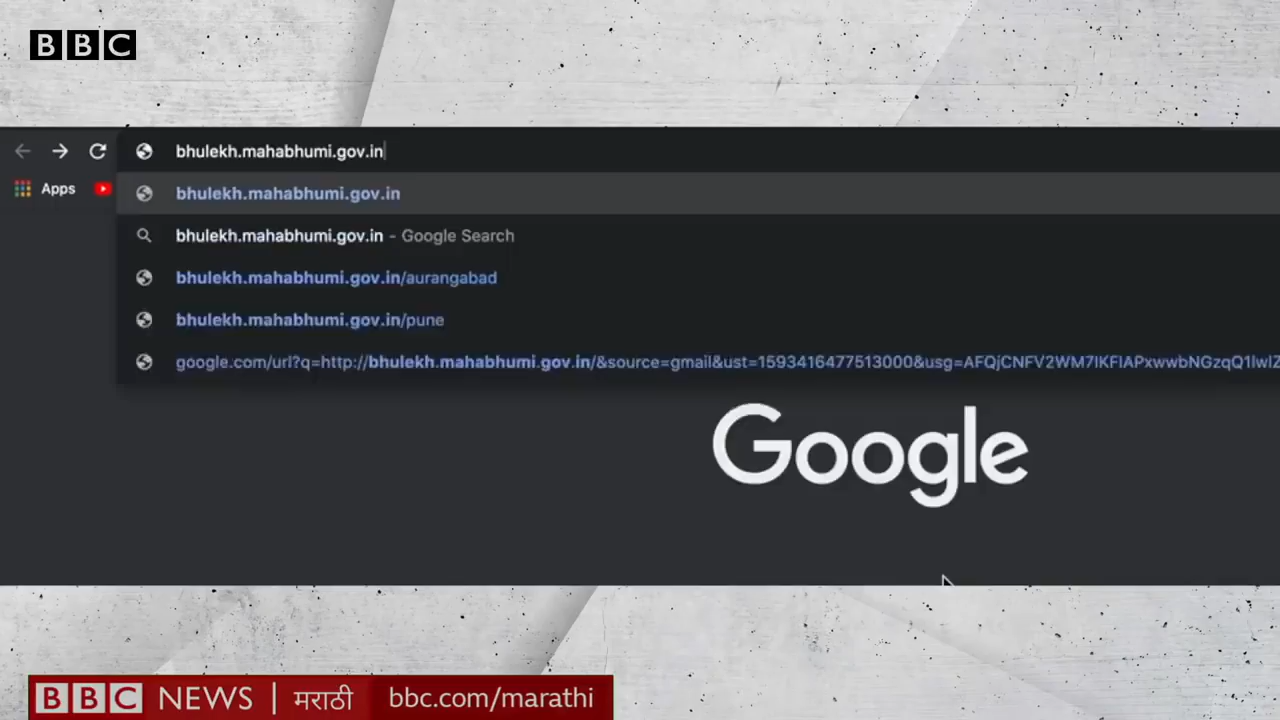 BBC
bhulekh.mahabhumi.gov.in
Apps
bhulekh.mahabhumi.gov.in
bhulekh.mahabhumi.gov.in - Google Search
bhulekh.mahabhumi.gov.in/aurangabad
bhulekh.mahabhumi.gov.in/pune
google.com/url?q=http://bhulekh.mahabhumi.gov.in/&source=gmail&ust=1593416477513000&usg=AFQjCNFV2WM7IKFIAPxwwbNGzqQ1lwIZ
Google
BBC NEWS | मराठी bbc.com/marathi